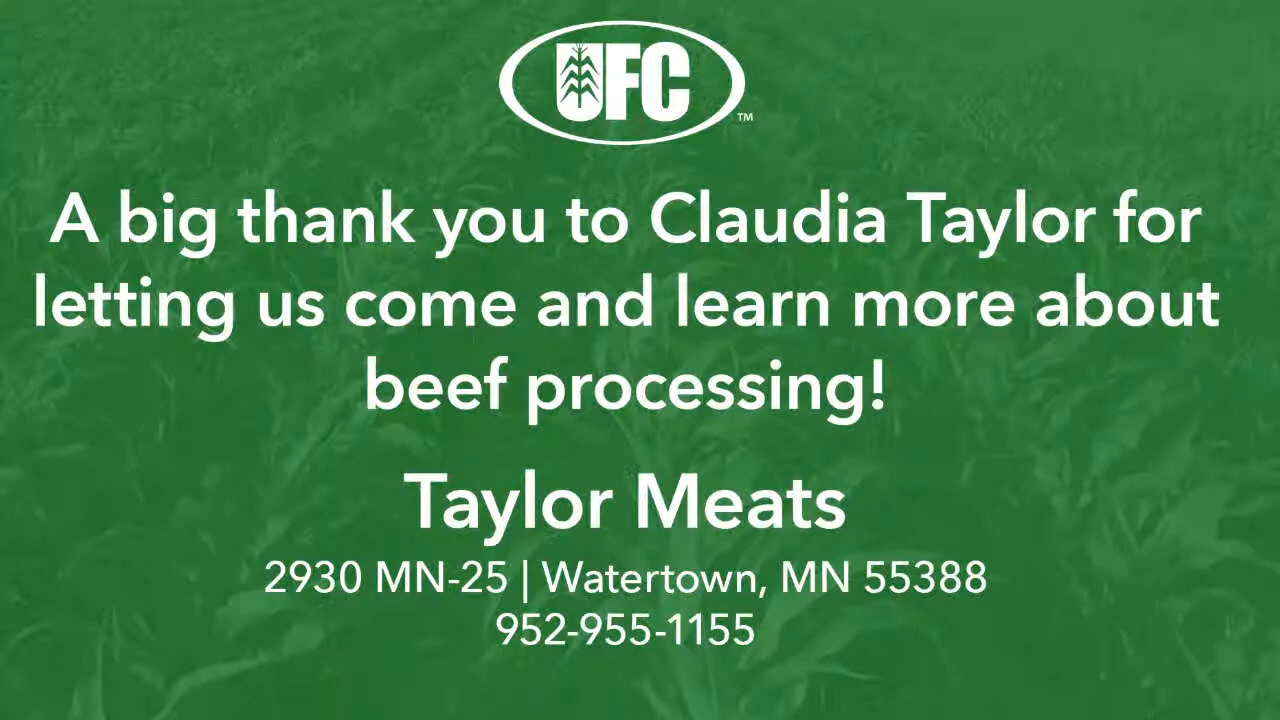 UFC
TM
A big thank you to Claudia Taylor for
letting us come and learn more about
beef processing!
Taylor Meats
2930 MN-25 | Watertown, MN 55388
952-955-1155